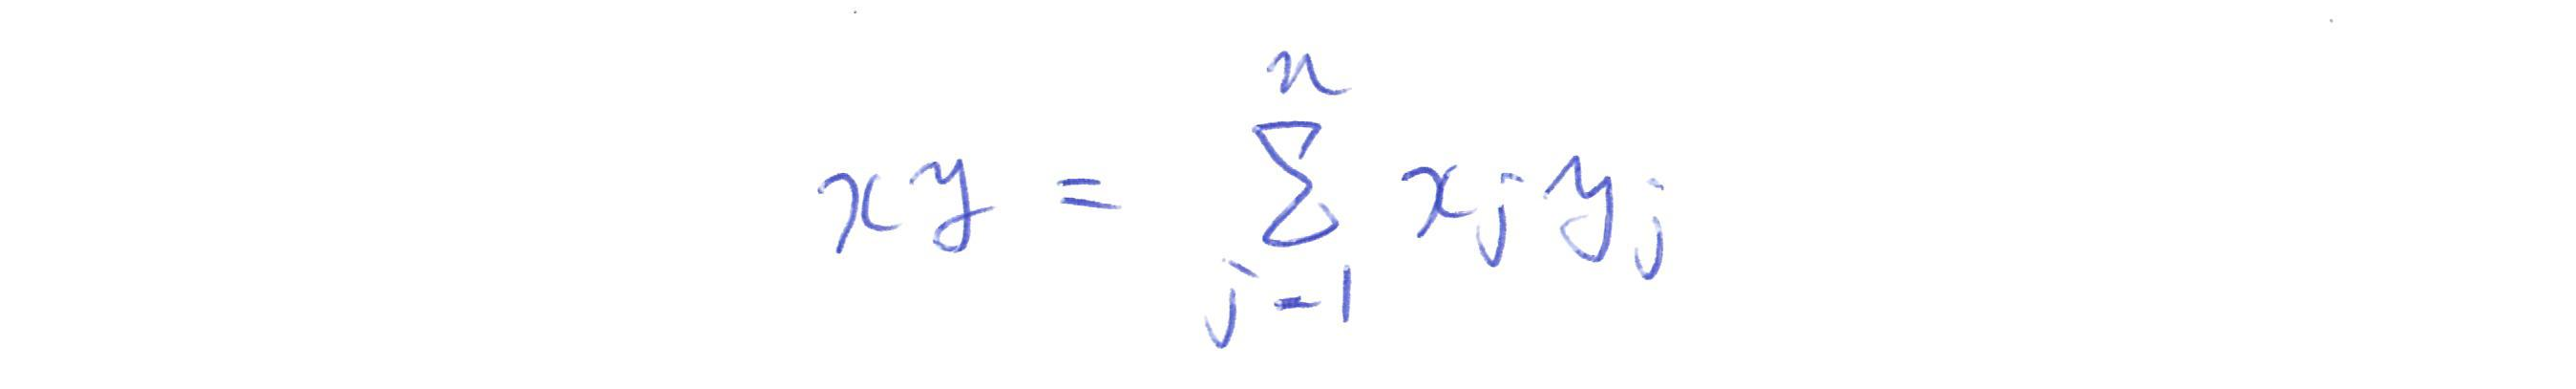 $xy = \sum_{j=1}^{n} x_j y_j$